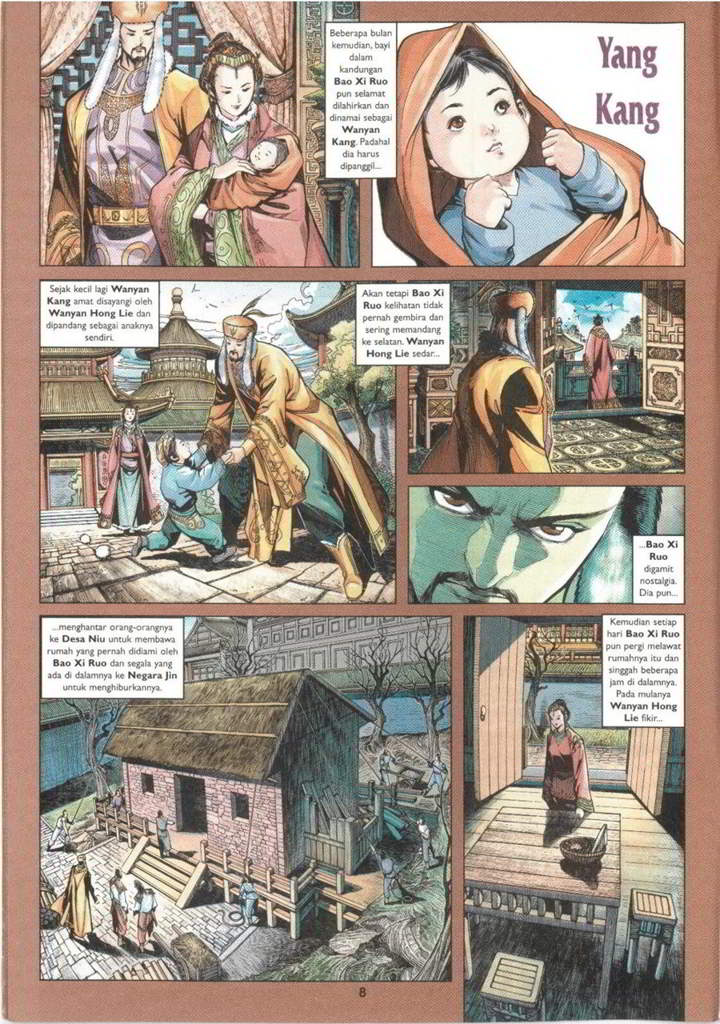 Beberapa bulan
kemudian, bayi
dalam
kandungan
Bao Xi Ruo
pun selamat
dilahirkan dan
dinamai sebagai
Wanyan
Kang. Padahal
dia harus
dipanggil...
Yang
Kang
Sejak kecil lagi Wanyan
Kang amat disayangi oleh
Wanyan Hong Lie dan
dipandang sebagai anaknya
sendiri.
Akan tetapi Bao Xi
Ruo kelihatan tidak
pernah gembira dan
sering memandang
ke selatan. Wanyan
Hong Lie sedar...
...Bao Xi
Ruo
digamit
nostalgia.
Dia pun...
...menghantar orang-orangnya
ke Desa Niu untuk membawa
rumah yang pernah didiami oleh
Bao Xi Ruo dan segala yang
ada di dalamnya ke Negara Jin
untuk menghiburkannya.
Kemudian setiap
hari Bao Xi Ruo
pun pergi melawat
rumahnya itu dan
singgah beberapa
jam di dalamnya.
Pada mulanya
Wanyan Hong
Lie fikir...
8